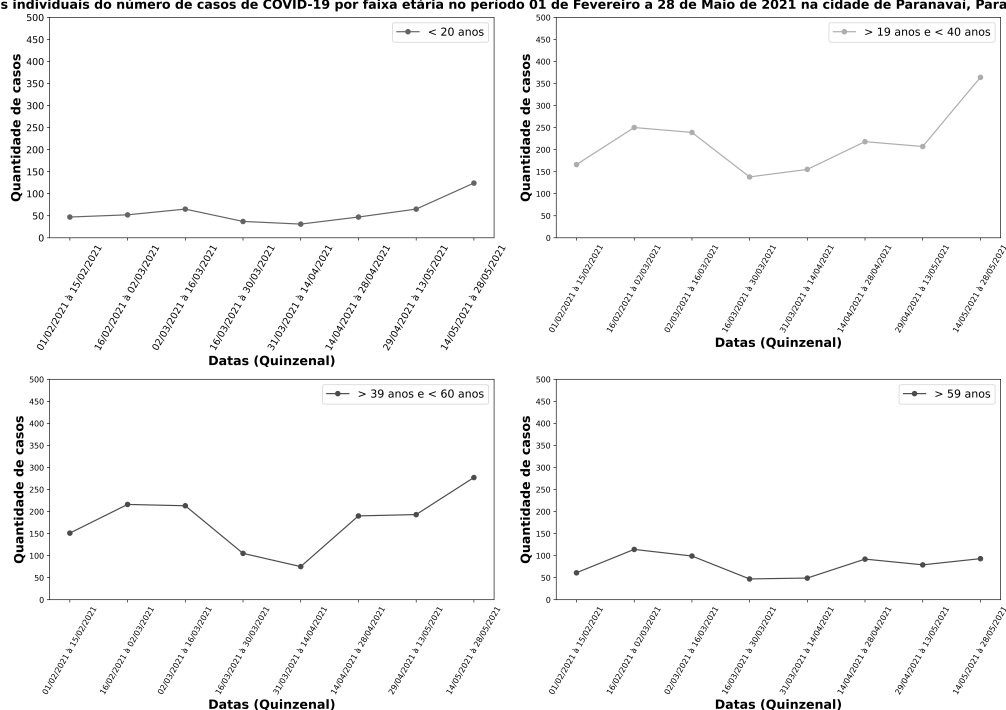 s individuais do número de casos de COVID-19 por faixa etária no período 01 de Fevereiro a 28 de Maio de 2021 na cidade de Paranavaí, Para
500
450
400
350
300
250
200
150
100
50
0
Quantidade de casos
< 20 anos
01/02/2021 à 15/02/2021
16/02/2021 à 02/03/2021
02/03/2021 à 16/03/2021
16/03/2021 à 30/03/2021
31/03/2021 à 14/04/2021
14/04/2021 à 28/04/2021
29/04/2021 à 13/05/2021
14/05/2021 à 28/05/2021
Datas (Quinzenal)
500
450
400
350
300
250
200
150
100
50
0
Quantidade de casos
> 19 anos e < 40 anos
01/02/2021 à 15/02/2021
16/02/2021 à 02/03/2021
02/03/2021 à 16/03/2021
16/03/2021 à 30/03/2021
31/03/2021 à 14/04/2021
14/04/2021 à 28/04/2021
29/04/2021 à 13/05/2021
14/05/2021 à 28/05/2021
Datas (Quinzenal)
500
450
400
350
300
250
200
150
100
50
0
Quantidade de casos
> 39 anos e < 60 anos
01/02/2021 à 15/02/2021
16/02/2021 à 02/03/2021
02/03/2021 à 16/03/2021
16/03/2021 à 30/03/2021
31/03/2021 à 14/04/2021
14/04/2021 à 28/04/2021
29/04/2021 à 13/05/2021
14/05/2021 à 28/05/2021
Datas (Quinzenal)
500
450
400
350
300
250
200
150
100
50
0
Quantidade de casos
> 59 anos
01/02/2021 à 15/02/2021
16/02/2021 à 02/03/2021
02/03/2021 à 16/03/2021
16/03/2021 à 30/03/2021
31/03/2021 à 14/04/2021
14/04/2021 à 28/04/2021
29/04/2021 à 13/05/2021
14/05/2021 à 28/05/2021
Datas (Quinzenal)